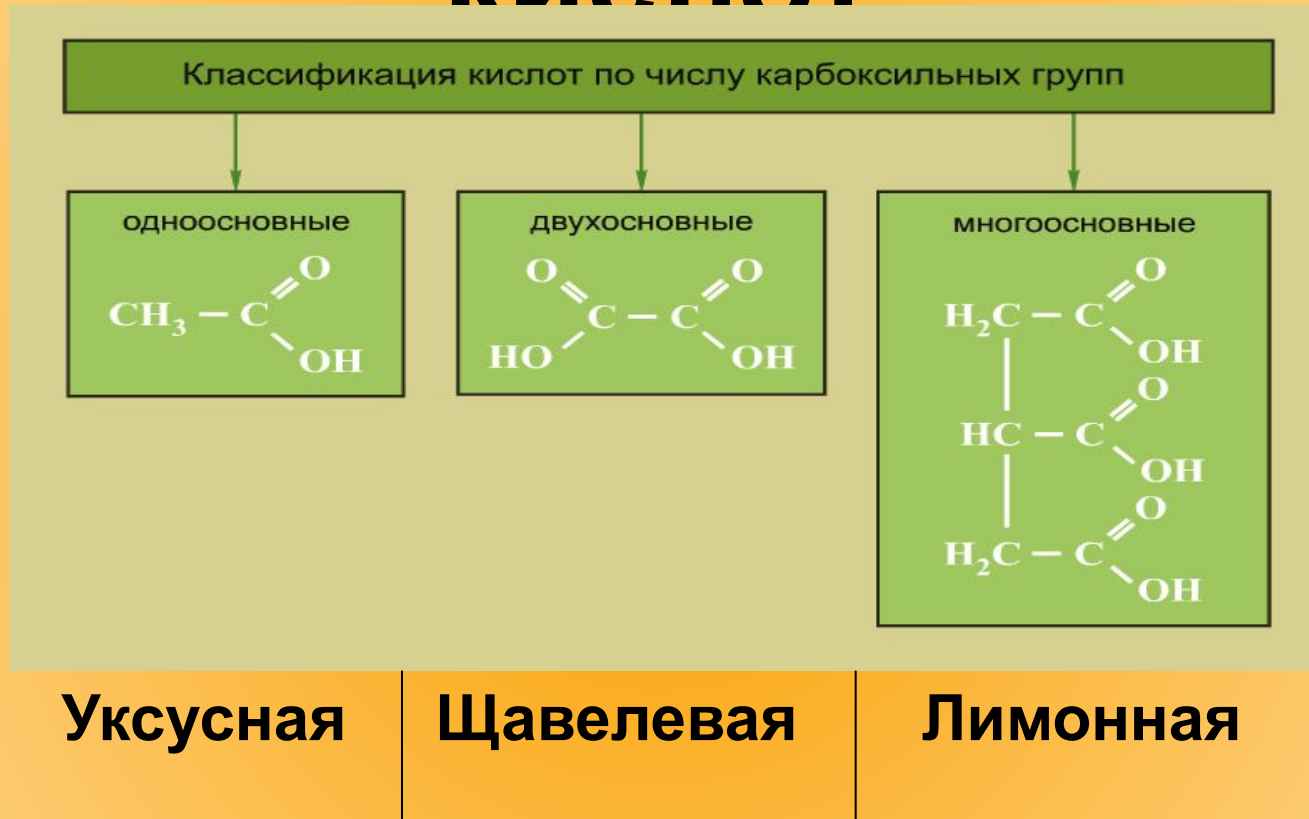 Классификация кислот по числу карбоксильных групп
одноосновные
CH₃ — C
O
OH
двухосновные
O
O
C — C
HO
OH
многоосновные
O
H₂C — C
OH
O
HC — C
OH
O
H₂C — C
OH
Уксусная
Щавелевая
Лимонная